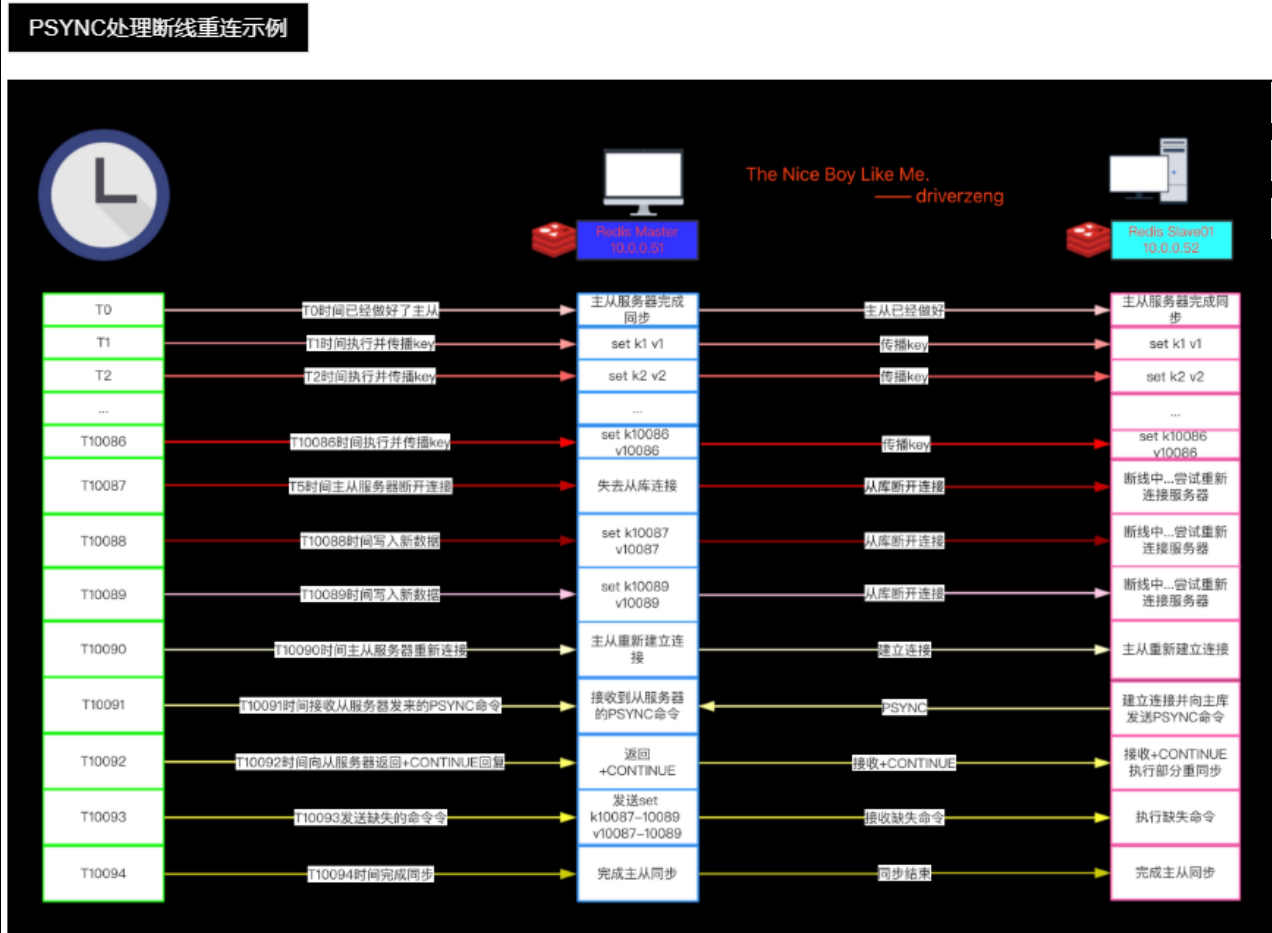 PSYNC处理断线重连示例
The Nice Boy Like Me.
—— driverzeng
Redis Master
10.0.0.51
Redis Slave01
10.0.0.52
T0
T0时间已经做好了主从
主从服务器完成
同步
主从已经做好
主从服务器完成同
步
T1
T1时间执行并传播key
set k1 v1
传播key
set k1 v1
T2
T2时间执行并传播key
set k2 v2
传播key
set k2 v2
...
...
...
T10086
T10086时间执行并传播key
set k10086
v10086
传播key
set k10086
v10086
T10087
T5时间主从服务器断开连接
失去从库连接
从库断开连接
断线中...尝试重新
连接服务器
T10088
T10088时间写入新数据
set k10087
v10087
从库断开连接
断线中...尝试重新
连接服务器
T10089
T10089时间写入新数据
set k10089
v10089
从库断开连接
断线中...尝试重新
连接服务器
T10090
T10090时间主从服务器重新连接
主从重新建立连
接
建立连接
主从重新建立连接
T10091
T10091时间接收从服务器发来的PSYNC命令
接收到从服务器
的PSYNC命令
PSYNC
建立连接并向主库
发送PSYNC命令
T10092
T10092时间向从服务器返回+CONTINUE回复
返回
+CONTINUE
接收+CONTINUE
接收+CONTINUE
执行部分重同步
T10093
T10093发送缺失的命令令
发送set
k10087-10089
v10087-10089
接收缺失命令
执行缺失命令
T10094
T10094时间完成同步
完成主从同步
同步结束
完成主从同步